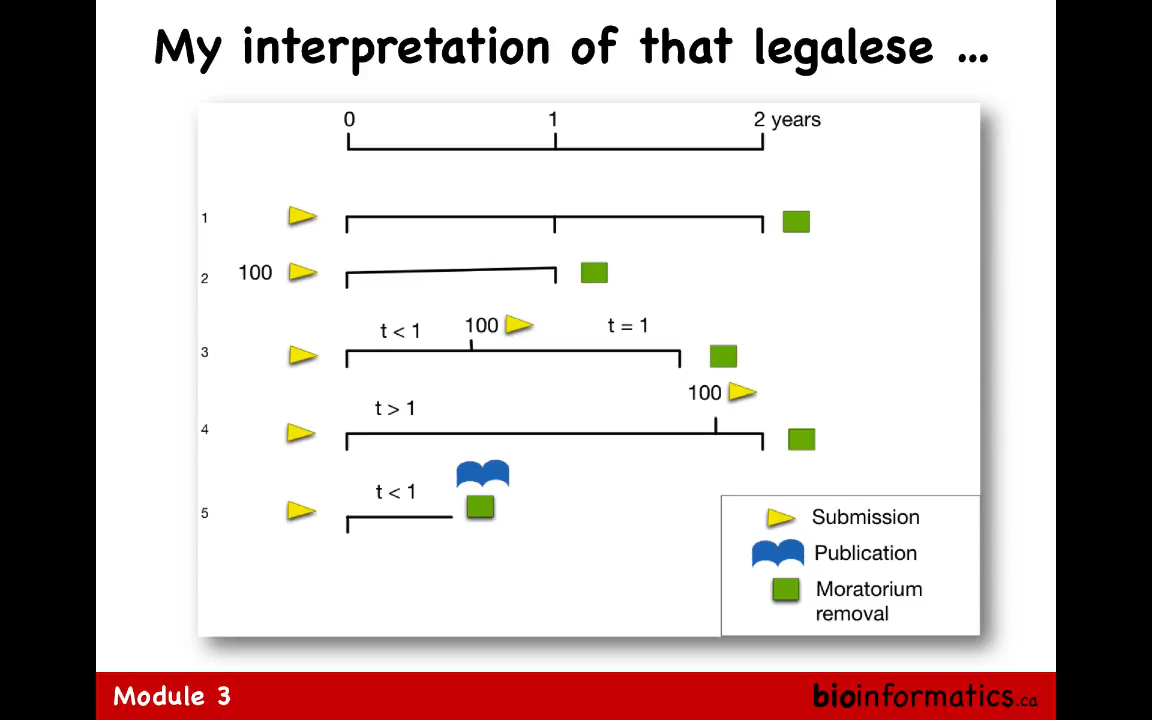 My interpretation of that legalese ...
0 1 2 years
1
2 100
t < 1 100 t = 1
3
100
t > 1
4
t < 1
5
Submission
Publication
Moratorium
removal
Module 3 bioinformatics.ca